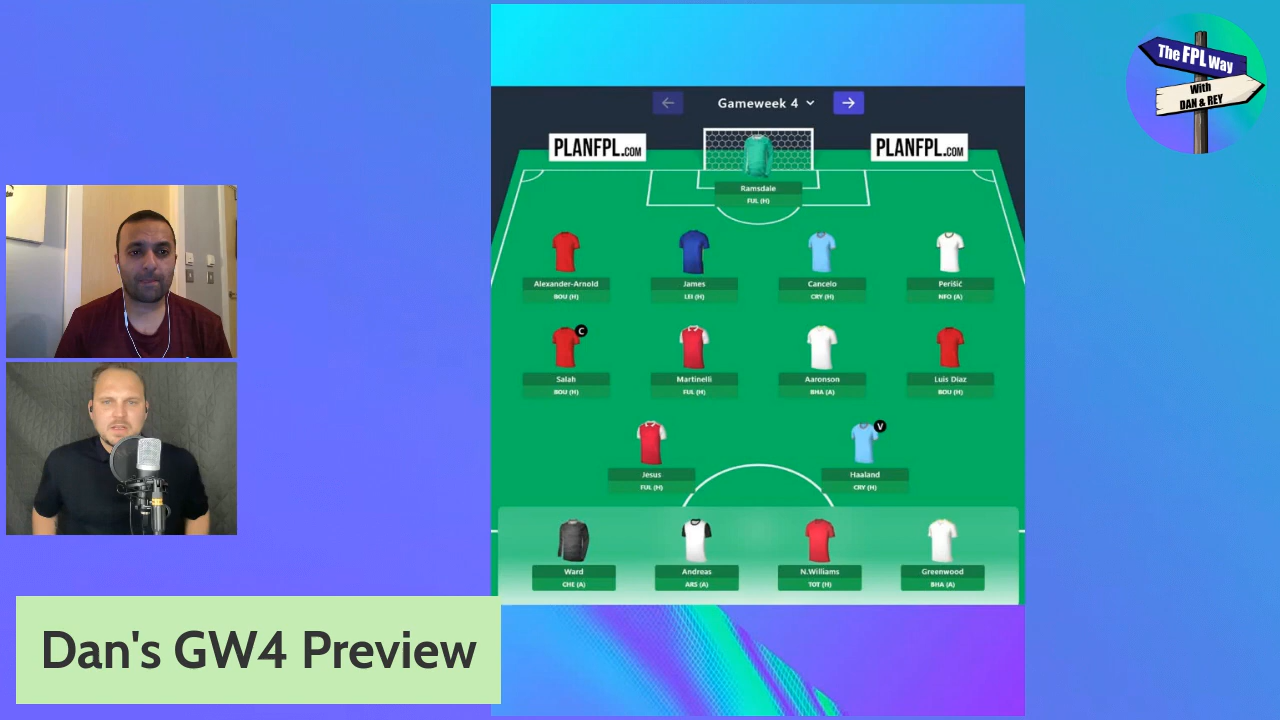 The FPL Way
With
DAN & REY
Gameweek 4
PLANFPL.COM
PLANFPL.COM
Ramsdale
FUL (H)
Alexander-Arnold
BOU (H)
James
LEI (H)
Cancelo
CRY (H)
Perišić
NFO (A)
C
Salah
BOU (H)
Martinelli
FUL (H)
Aaronson
BHA (A)
Luis Díaz
BOU (H)
Jesus
FUL (H)
V
Haaland
CRY (H)
Ward
CHE (A)
Andreas
ARS (A)
N.Williams
TOT (H)
Greenwood
BHA (A)
Dan's GW4 Preview